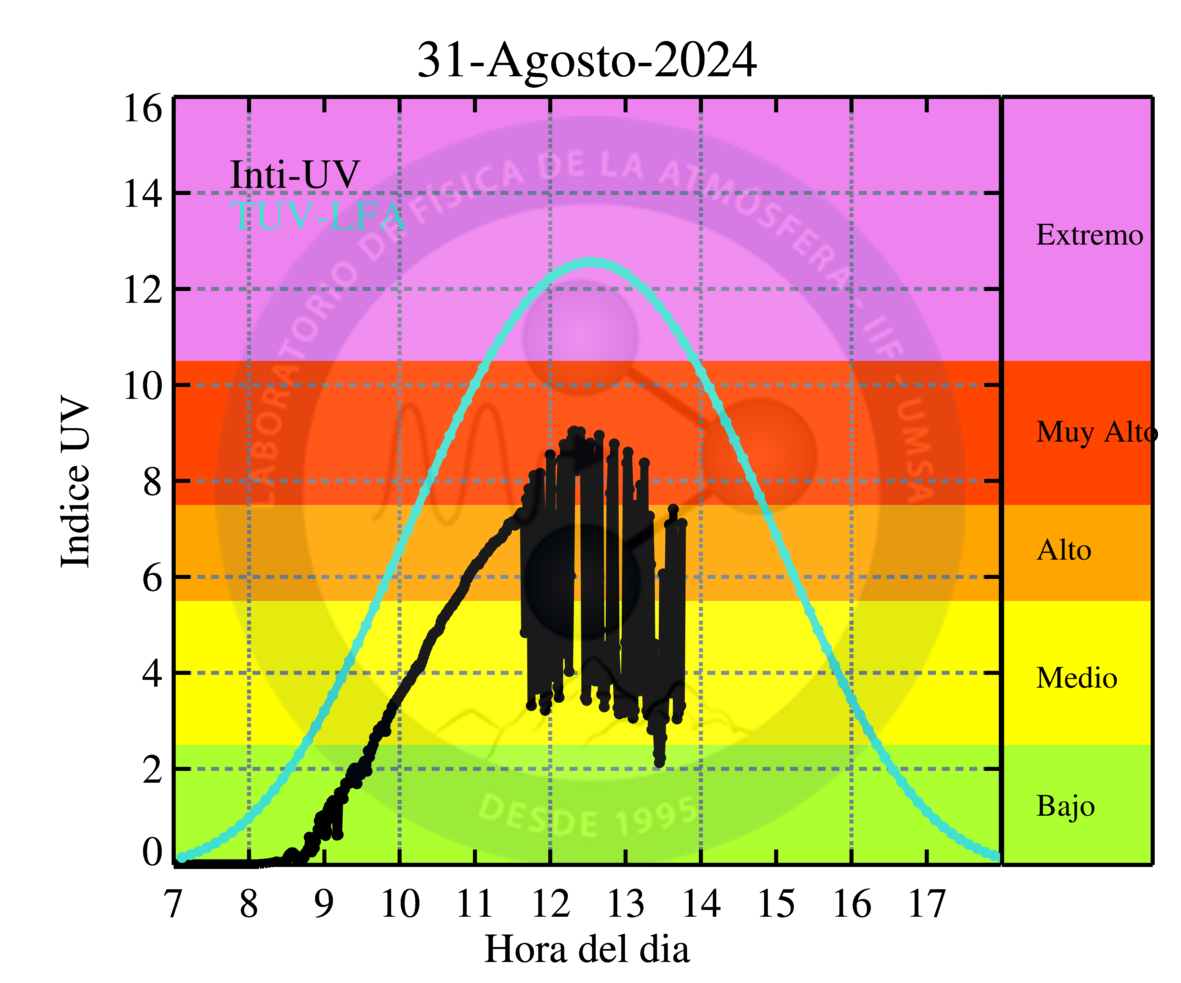 31-Agosto-2024
16
14
12
10
8
6
4
2
0
Indice UV
Inti-UV
TUV-LFA
LABORATORIO DE FÍSICA DE LA ATMÓSFERA - IIF - UMSA
DESDE 1995
Extremo
Muy Alto
Alto
Medio
Bajo
7 8 9 10 11 12 13 14 15 16 17
Hora del dia